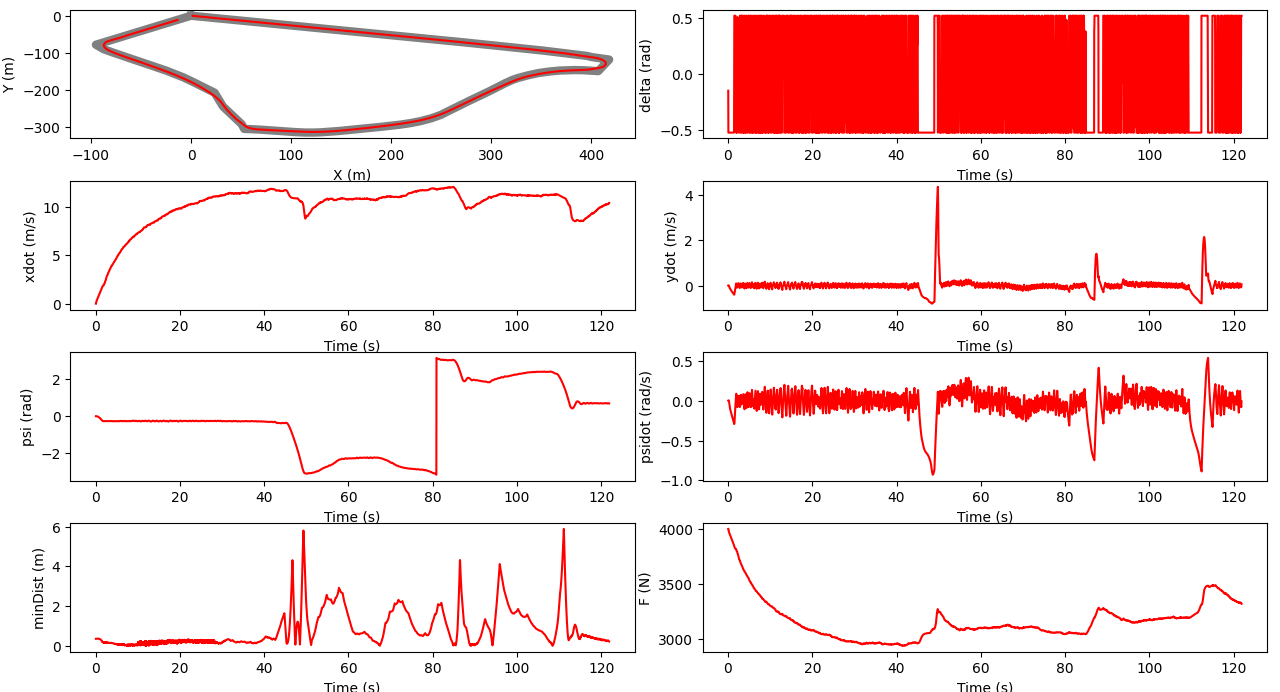 0
−100
−200
−300
Y (m)
−100 0 100 200 300 400
X (m)
0.5
0.0
−0.5
delta (rad)
0 20 40 60 80 100 120
Time (s)
10
5
0
xdot (m/s)
0 20 40 60 80 100 120
Time (s)
4
2
0
ydot (m/s)
0 20 40 60 80 100 120
Time (s)
2
0
−2
psi (rad)
0 20 40 60 80 100 120
Time (s)
0.5
0.0
−0.5
−1.0
psidot (rad/s)
0 20 40 60 80 100 120
Time (s)
6
4
2
0
minDist (m)
0 20 40 60 80 100 120
Time (s)
4000
3500
3000
F (N)
0 20 40 60 80 100 120
Time (s)